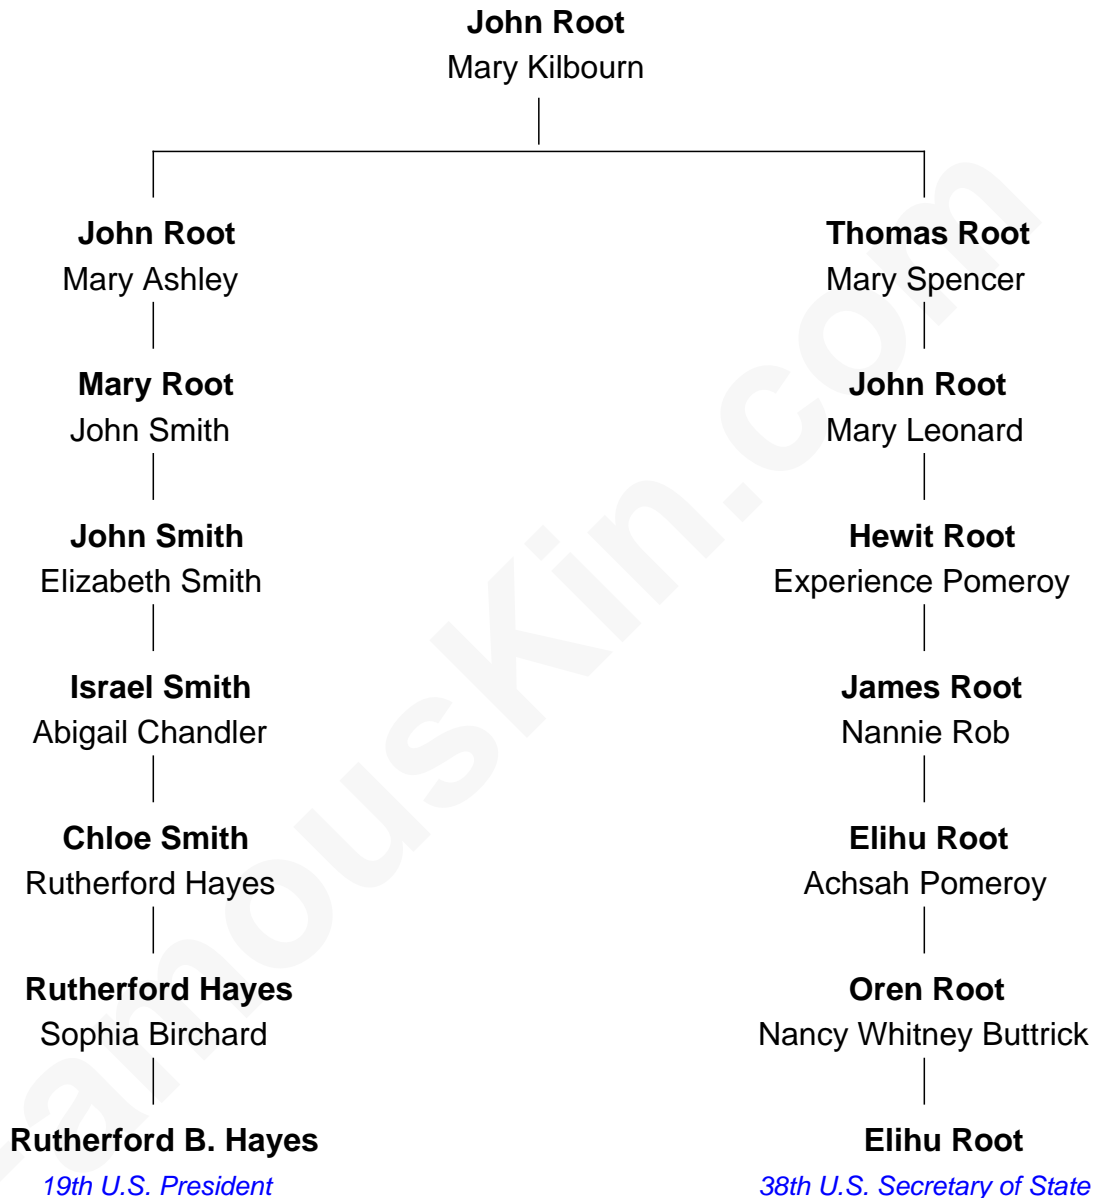 John Root
Mary Kilbourn
John Root
Mary Ashley
Thomas Root
Mary Spencer
Mary Root
John Smith
John Root
Mary Leonard
John Smith
Elizabeth Smith
Hewit Root
Experience Pomeroy
Israel Smith
Abigail Chandler
James Root
Nannie Rob
Chloe Smith
Rutherford Hayes
Elihu Root
Achsah Pomeroy
Rutherford Hayes
Sophia Birchard
Oren Root
Nancy Whitney Buttrick
Rutherford B. Hayes
19th U.S. President
Elihu Root
38th U.S. Secretary of State
FamousKin.com